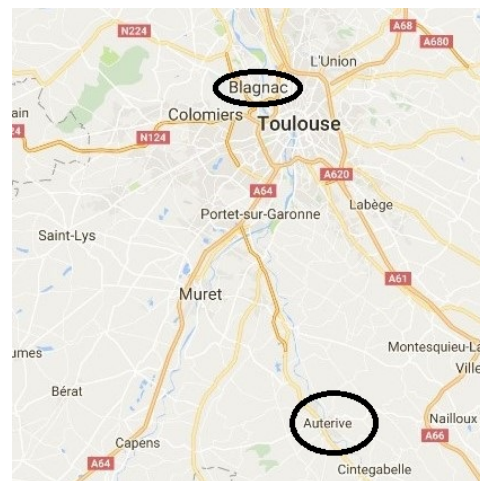 A68
N224
A680
L'Union
Blagnac
Colomiers
Toulouse
N124
A620
A64
Labège
Portet-sur-Garonne
Saint-Lys
A61
Muret
Montesquieu-La
Ville
Bérat
Auterive
Nailloux
A66
Capens
A64
Cintegabelle